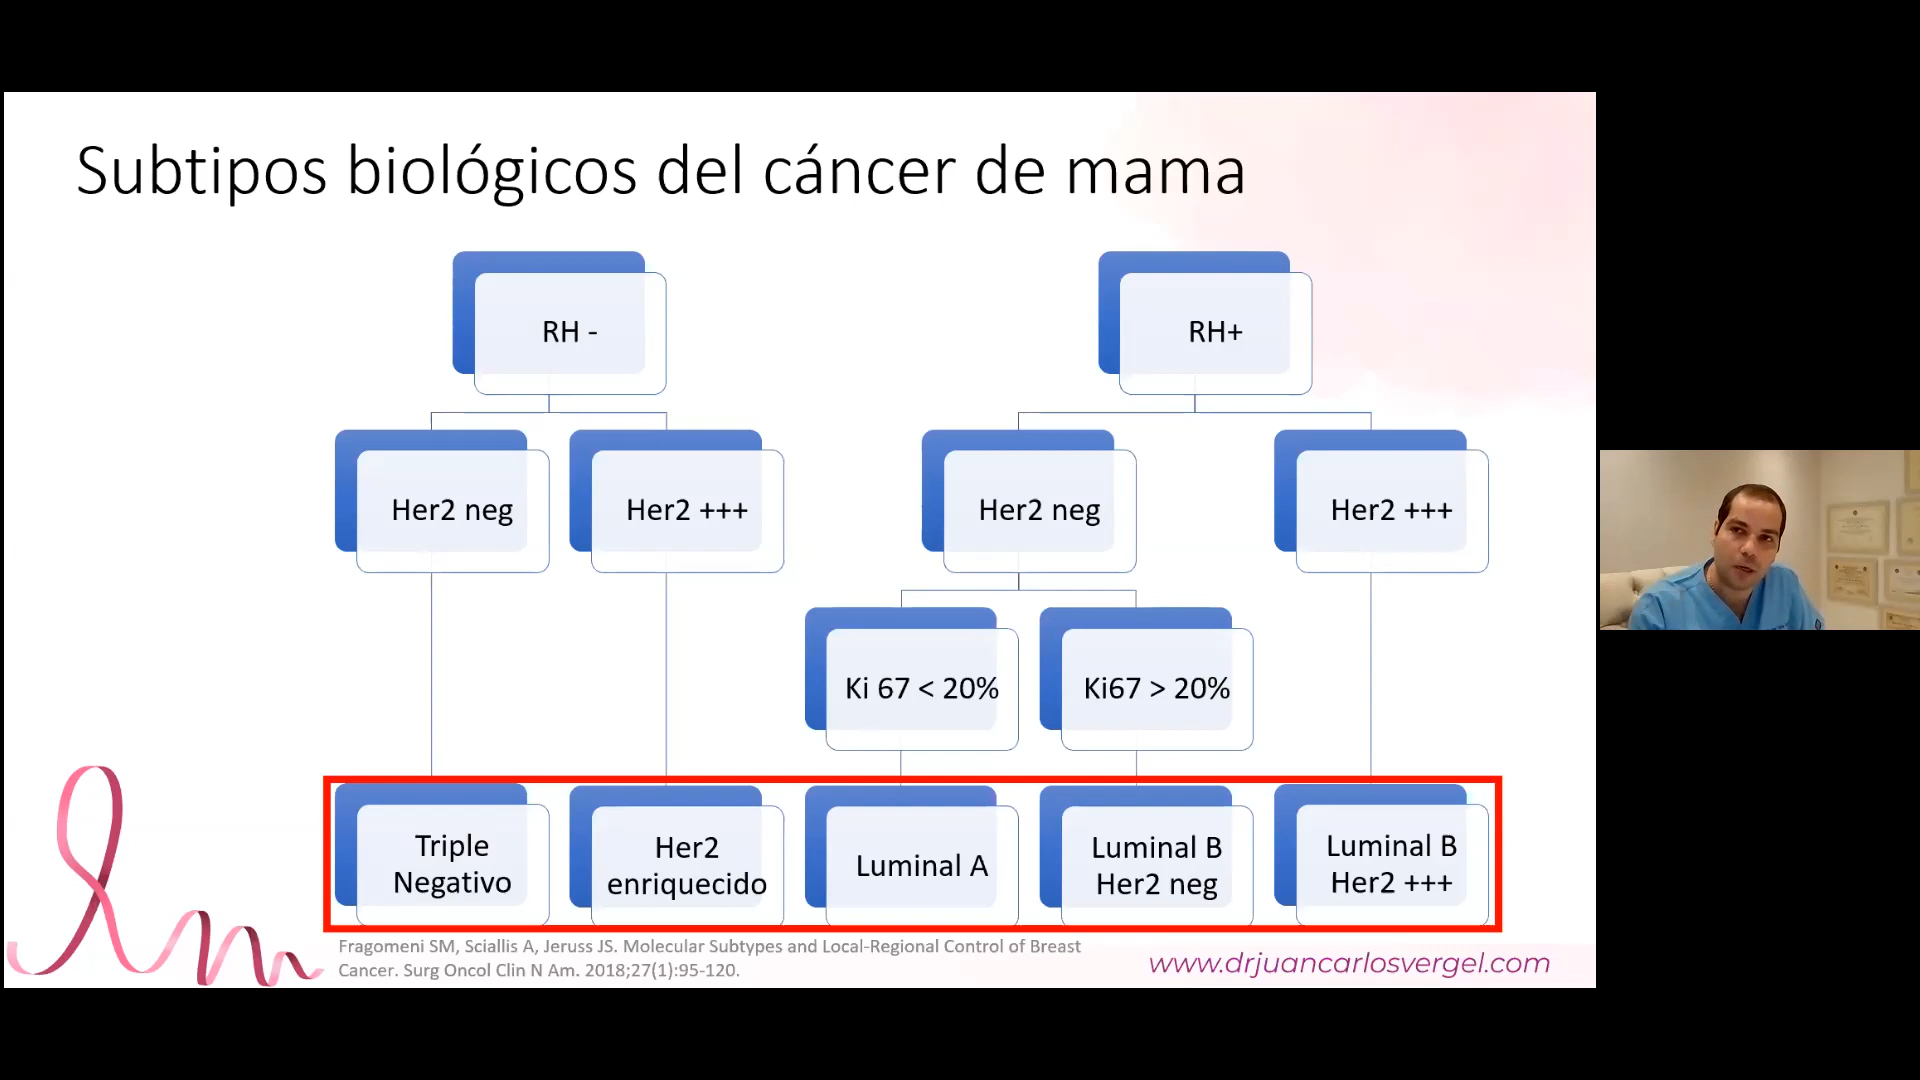 Subtipos biológicos del cáncer de mama
RH -
RH+
Her2 neg
Her2 +++
Her2 neg
Her2 +++
Ki 67 < 20%
Ki67 > 20%
Triple
Negativo
Her2
enriquecido
Luminal A
Luminal B
Her2 neg
Luminal B
Her2 +++
Fragomeni SM, Sciallis A, Jeruss JS. Molecular Subtypes and Local-Regional Control of Breast
Cancer. Surg Oncol Clin N Am. 2018;27(1):95-120.
www.drjuancarlosvergel.com